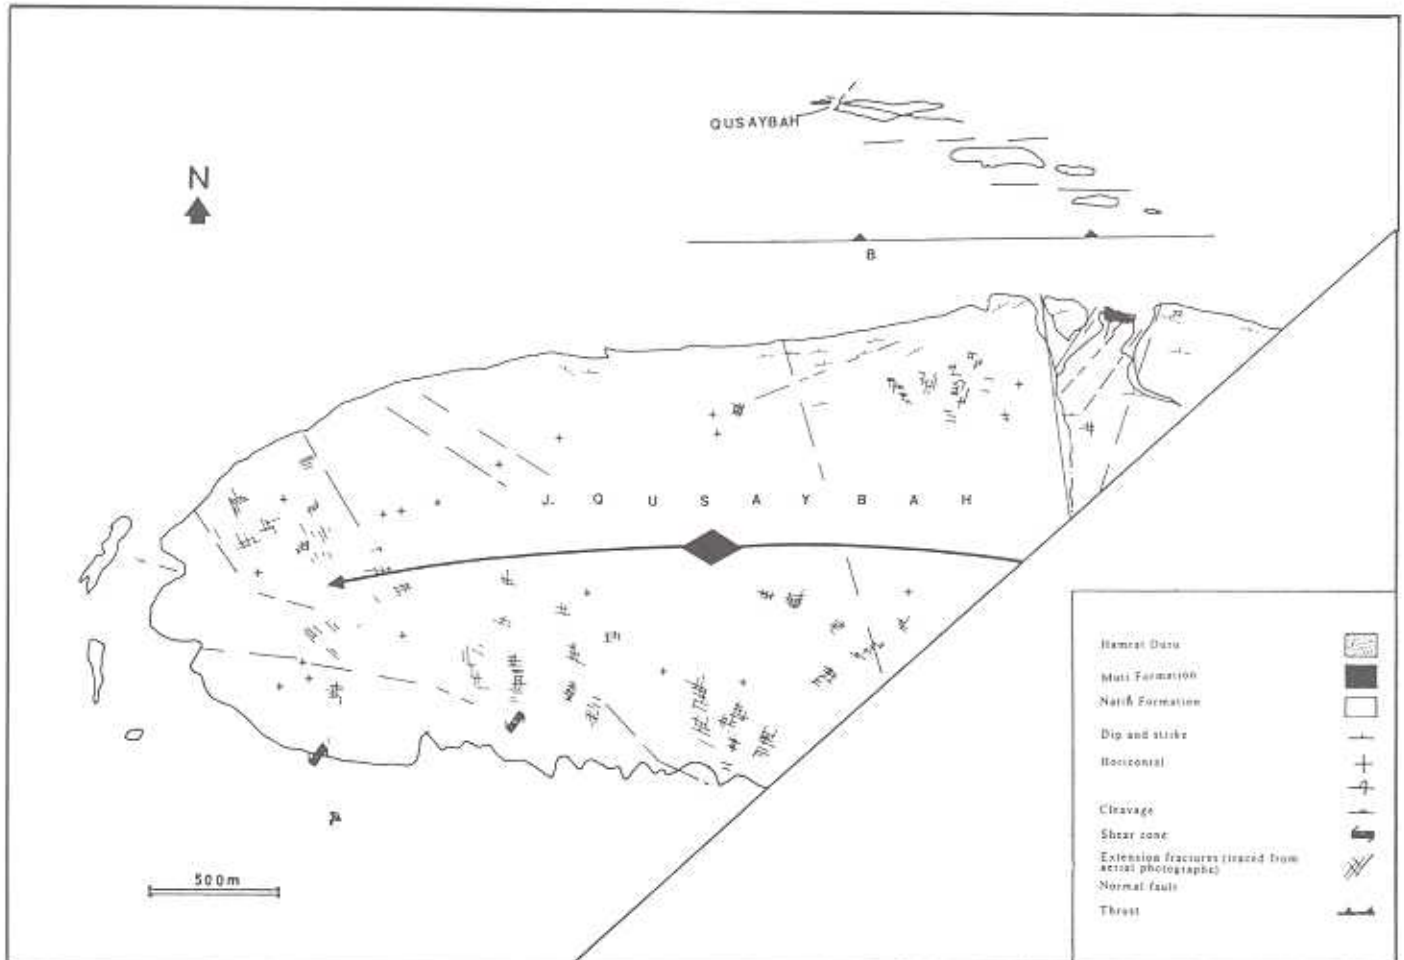 QUSAYBAH
N
B
J. Q U S A Y B A H
500m
Hamrat Duru
Muti Formation
Natih Formation
Dip and strike
Horizontal
Cleavage
Shear zone
Extension fractures (traced from
aerial photographs)
Normal fault
Thrust